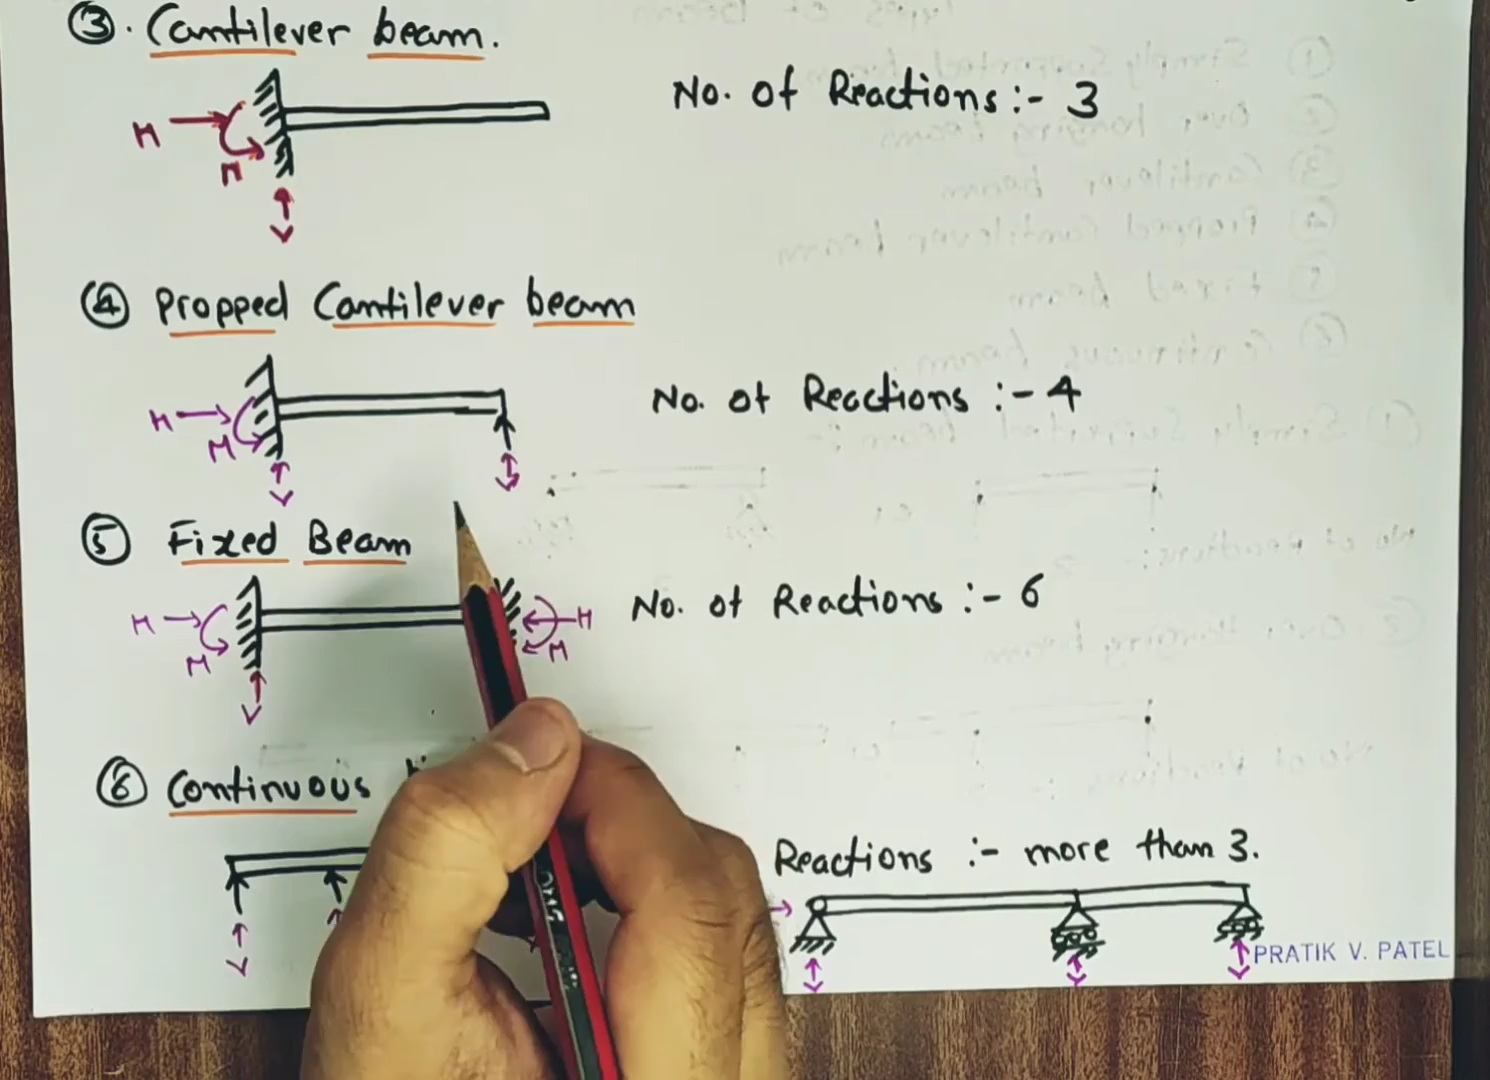 ③. Cantilever beam.
No. of Reactions :- 3
H
M
V
④ Propped Cantilever beam
No. of Reactions :- 4
H
M
V
V
⑤ Fixed Beam
No. of Reactions :- 6
H
M
V
H
M
⑥ Continuous
Reactions :- more than 3.
V
V
V
V
PRATIK V. PATEL